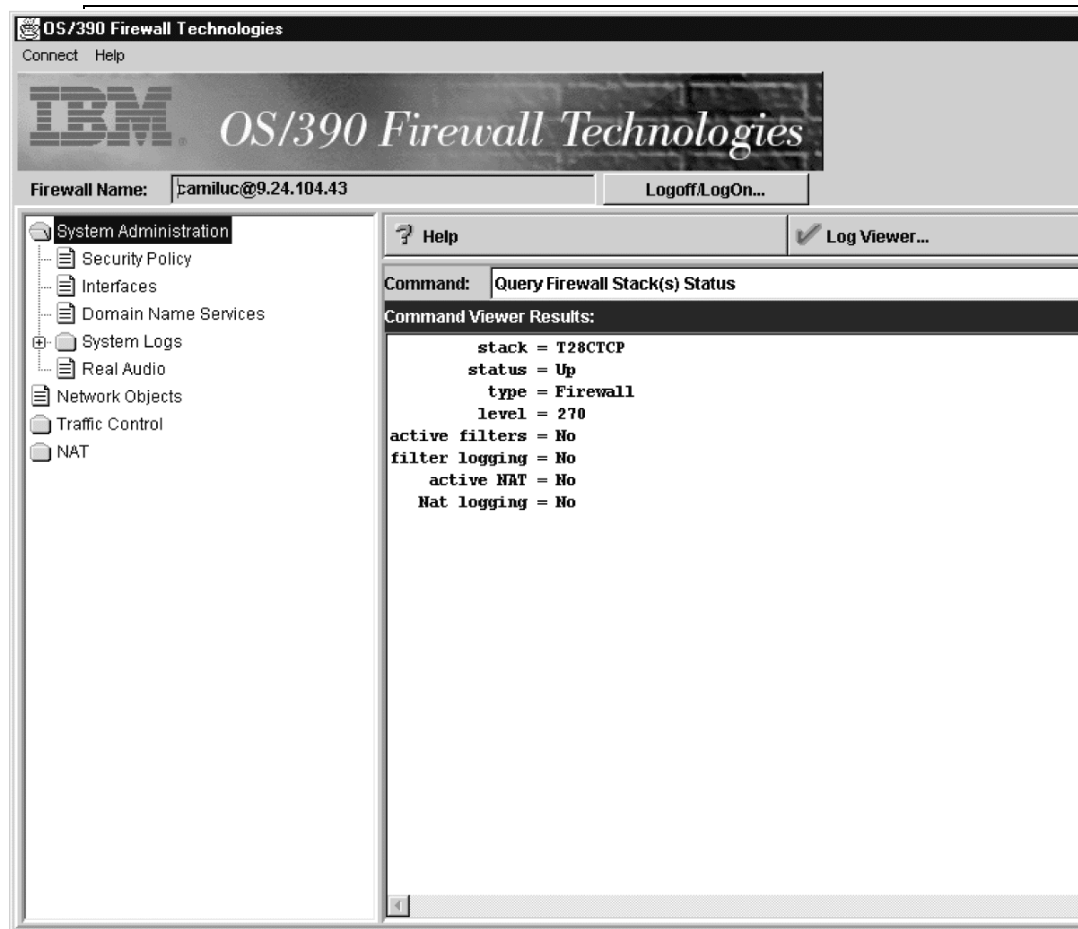 OS/390 Firewall Technologies
Connect Help
IBM. OS/390 Firewall Technologies
Firewall Name: camiluc@9.24.104.43 Logoff/LogOn...
System Administration
Security Policy
Interfaces
Domain Name Services
System Logs
Real Audio
Network Objects
Traffic Control
NAT
? Help Log Viewer...
Command: Query Firewall Stack(s) Status
Command Viewer Results:
stack = T28CTCP
status = Up
type = Firewall
level = 270
active filters = No
filter logging = No
active NAT = No
Nat logging = No